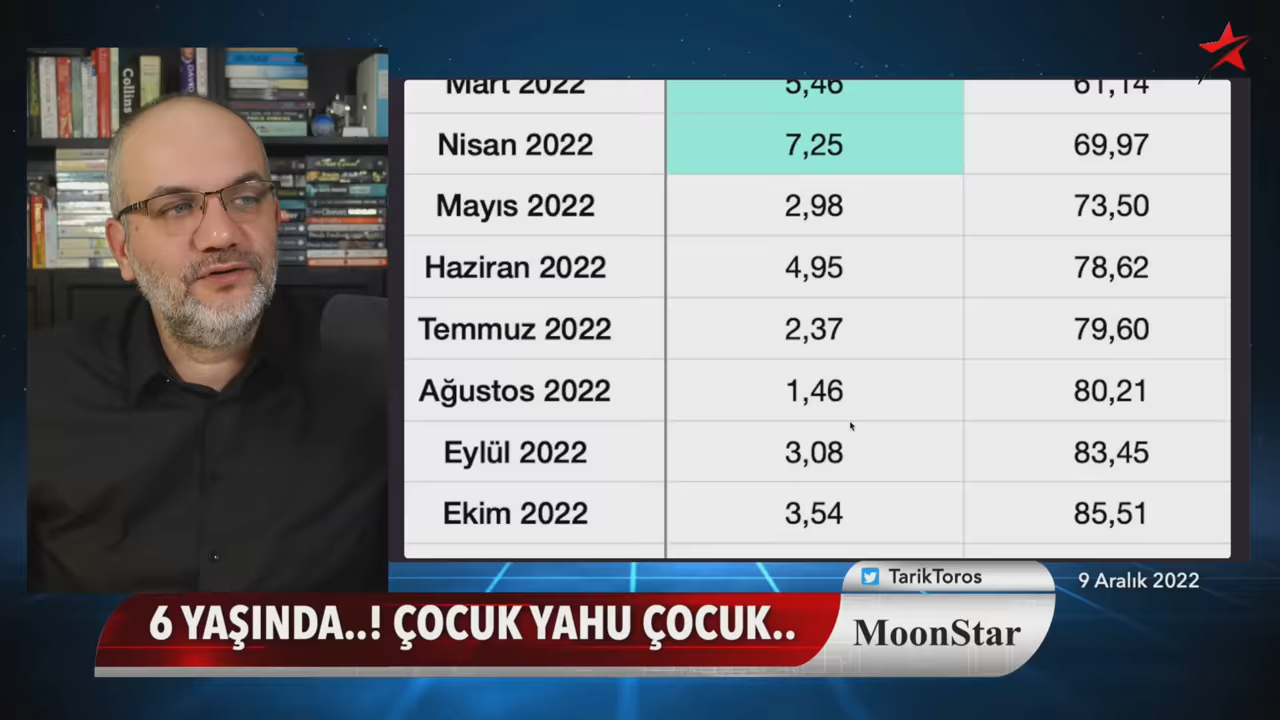 Collins
Mart 2022 5,46 61,14
Nisan 2022 7,25 69,97
Mayıs 2022 2,98 73,50
Haziran 2022 4,95 78,62
Temmuz 2022 2,37 79,60
Ağustos 2022 1,46 80,21
Eylül 2022 3,08 83,45
Ekim 2022 3,54 85,51
TarikToros
9 Aralık 2022
6 YAŞINDA..! ÇOCUK YAHU ÇOCUK..
MoonStar